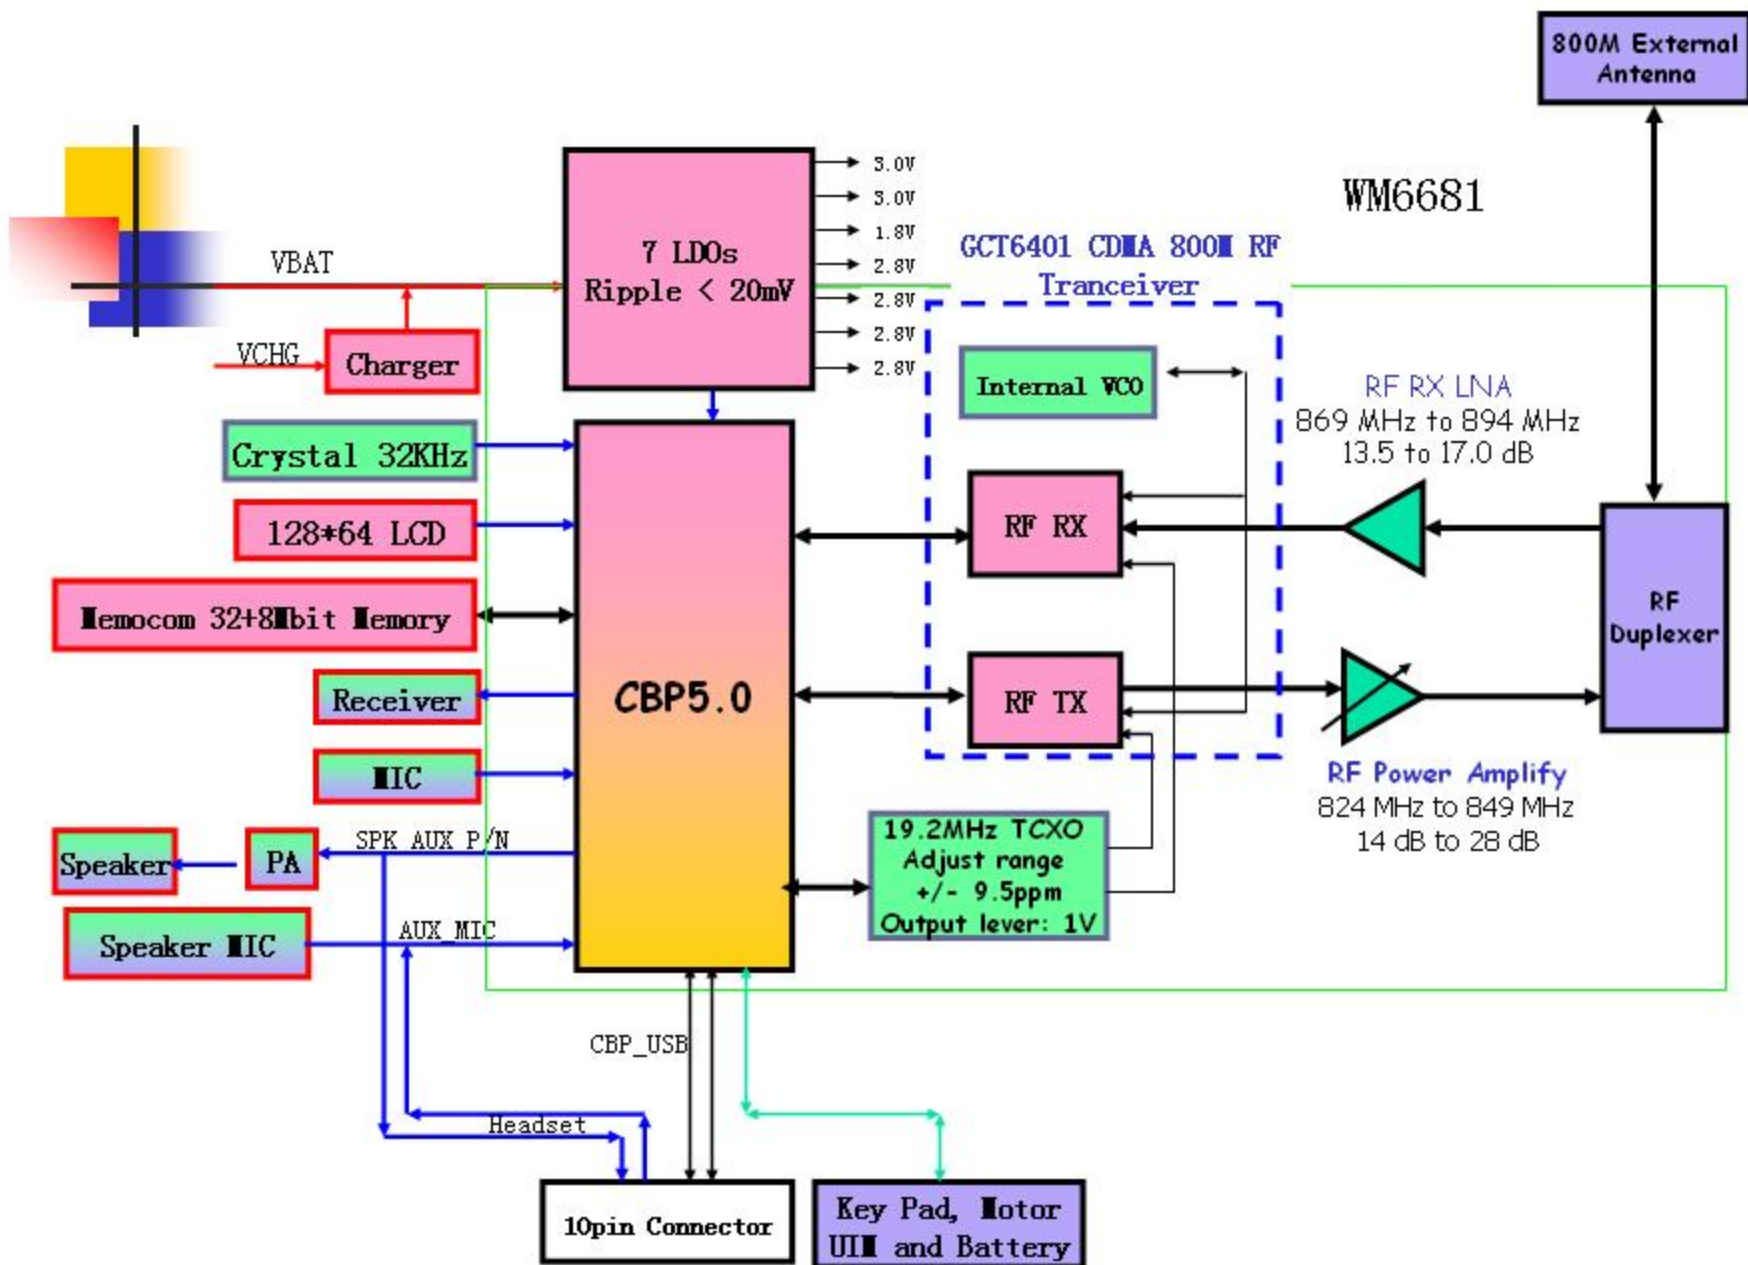 800M External
Antenna
WM6681
3.0V
3.0V
1.8V
2.8V
2.8V
2.8V
2.8V
7 LDOs
Ripple < 20mV
GCT6401 CDMA 800M RF
Tranceiver
VBAT
VCHG
Charger
Internal VCO
RF RX LNA
869 MHz to 894 MHz
13.5 to 17.0 dB
Crystal 32KHz
128*64 LCD
RF RX
Memocom 32+8Mbit Memory
RF
Duplexer
CBP5.0
Receiver
RF TX
MIC
RF Power Amplify
824 MHz to 849 MHz
14 dB to 28 dB
SPK_AUX_P/N
Speaker
PA
19.2MHz TCXO
Adjust range
+/- 9.5ppm
Output lever: 1V
AUX_MIC
Speaker MIC
CBP_USB
Headset
10pin Connector
Key Pad, Motor
UIM and Battery